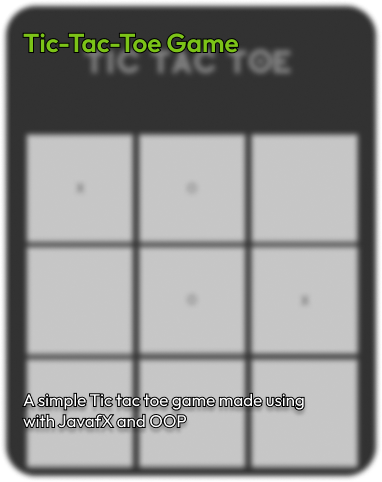 Tic-Tac-Toe Game
TIC TAC TOE
A simple Tic tac toe game made using
with JavafX and OOP